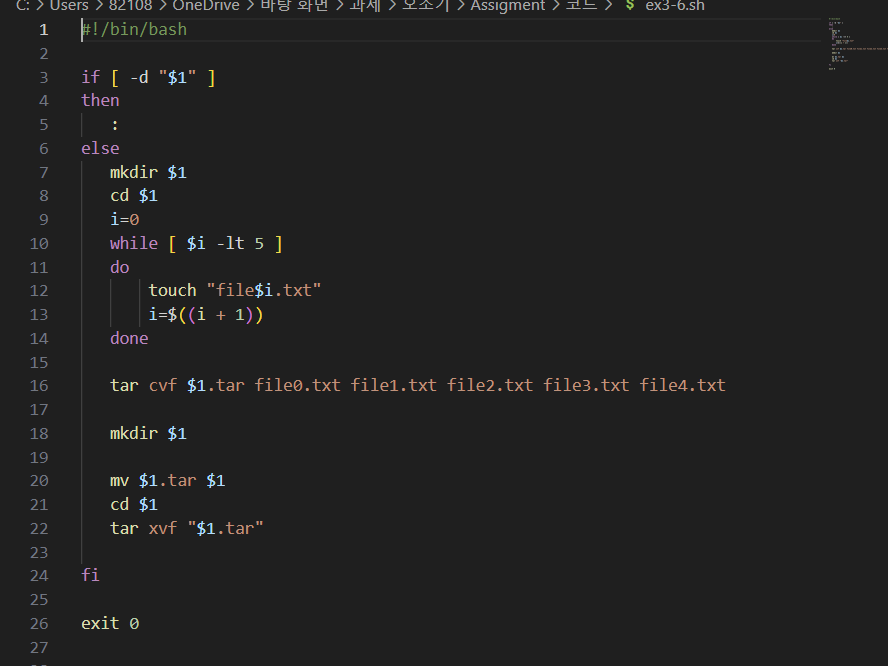 C: > Users > 82108 > OneDrive > 바탕 화면 > 과제 > 오소기 > Assigment > 코드 > $ ex3-6.sh
1 #!/bin/bash
2
3 if [ -d "$1" ]
4 then
5 :
6 else
7 mkdir $1
8 cd $1
9 i=0
10 while [ $i -lt 5 ]
11 do
12 touch "file$i.txt"
13 i=$((i + 1))
14 done
15
16 tar cvf $1.tar file0.txt file1.txt file2.txt file3.txt file4.txt
17
18 mkdir $1
19
20 mv $1.tar $1
21 cd $1
22 tar xvf "$1.tar"
23
24 fi
25
26 exit 0
27